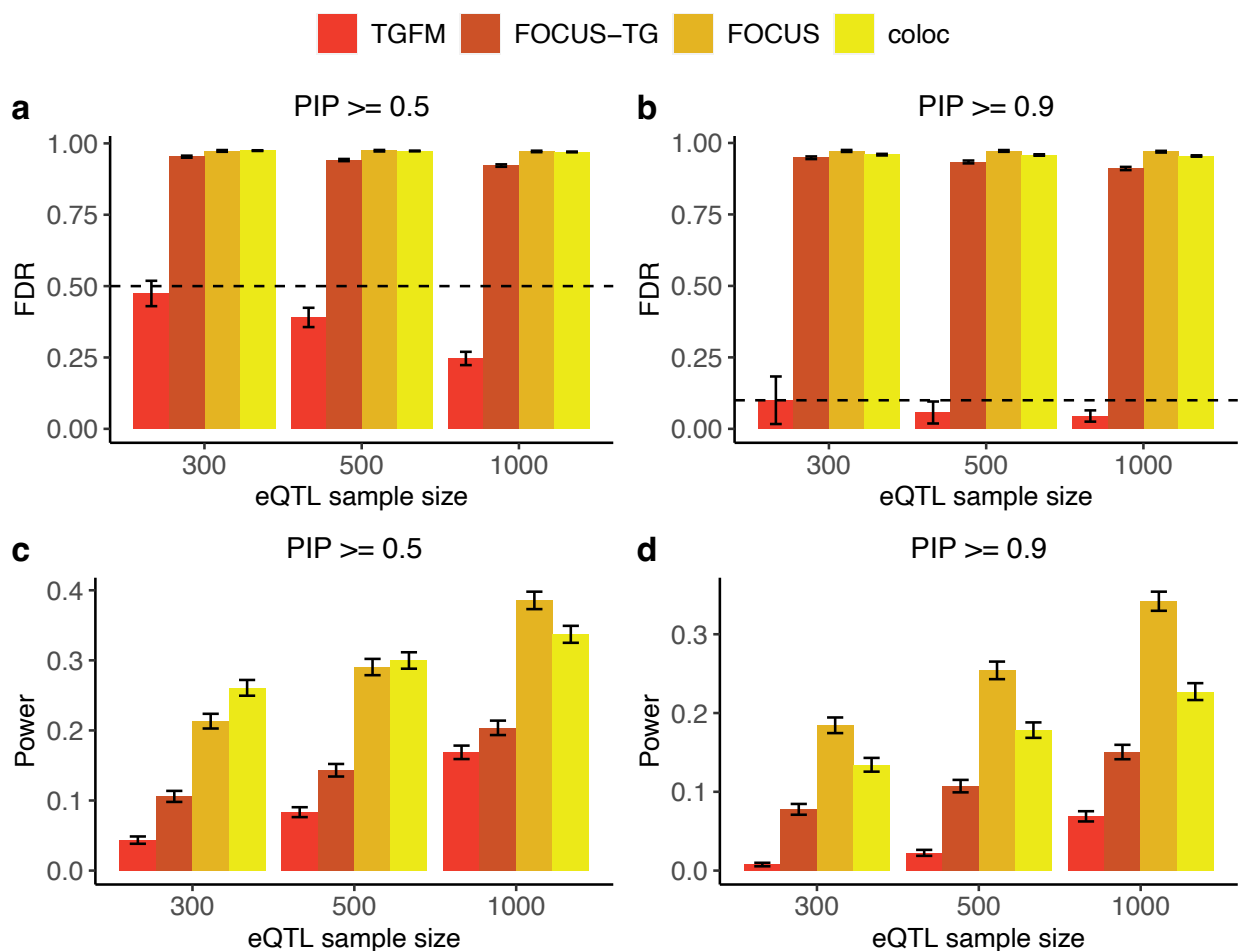 TGFM FOCUS−TG FOCUS coloc
a PIP >= 0.5
FDR
1.00
0.75
0.50
0.25
0.00
300 500 1000
eQTL sample size
b PIP >= 0.9
FDR
1.00
0.75
0.50
0.25
0.00
300 500 1000
eQTL sample size
c PIP >= 0.5
Power
0.4
0.3
0.2
0.1
0.0
300 500 1000
eQTL sample size
d PIP >= 0.9
Power
0.3
0.2
0.1
0.0
300 500 1000
eQTL sample size